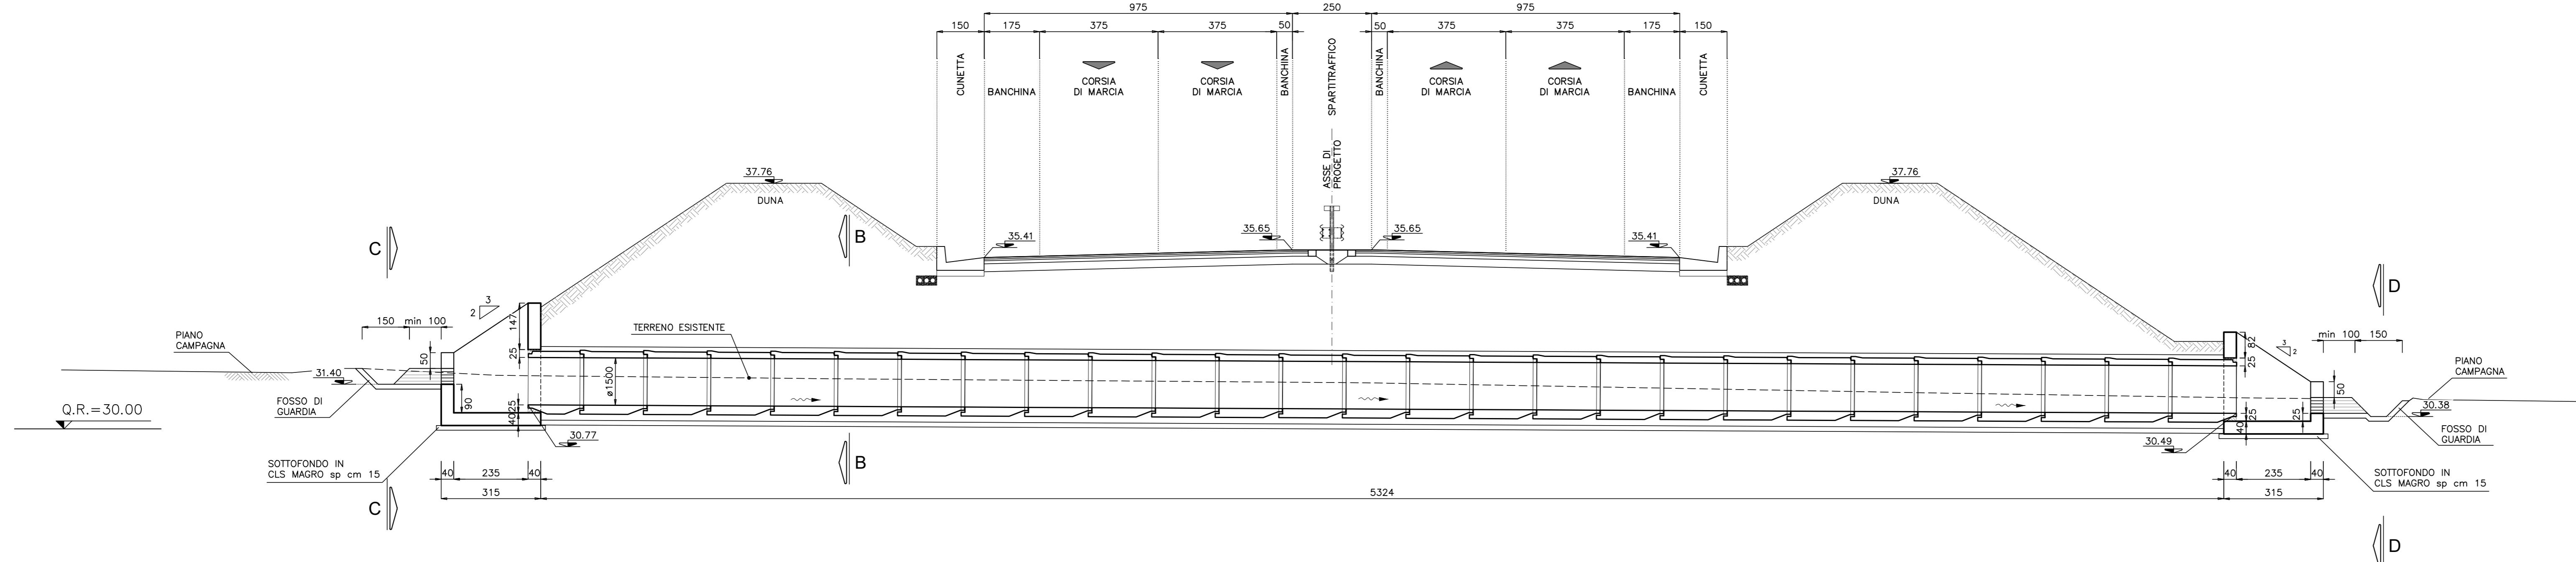 975
250
975
150
175
375
375
50
50
375
375
175
150
CUNETTA
BANCHINA
CORSIA
DI MARCIA
CORSIA
DI MARCIA
BANCHINA
SPARTITRAFFICO
BANCHINA
CORSIA
DI MARCIA
CORSIA
DI MARCIA
BANCHINA
CUNETTA
ASSE DI
PROGETTO
37.76
DUNA
37.76
DUNA
B
C
35.41
35.65
35.65
35.41
D
3
2
147
150
min 100
PIANO
CAMPAGNA
50
25
TERRENO ESISTENTE
82
3
2
min 100
150
25
PIANO
CAMPAGNA
31.40
FOSSO DI
GUARDIA
90
ø1500
50
Q.R.=30.00
25
40
30.77
25
25
40
30.49
30.38
FOSSO DI
GUARDIA
SOTTOFONDO IN
CLS MAGRO sp cm 15
B
40
235
40
40
235
40
SOTTOFONDO IN
CLS MAGRO sp cm 15
315
5324
315
C
D